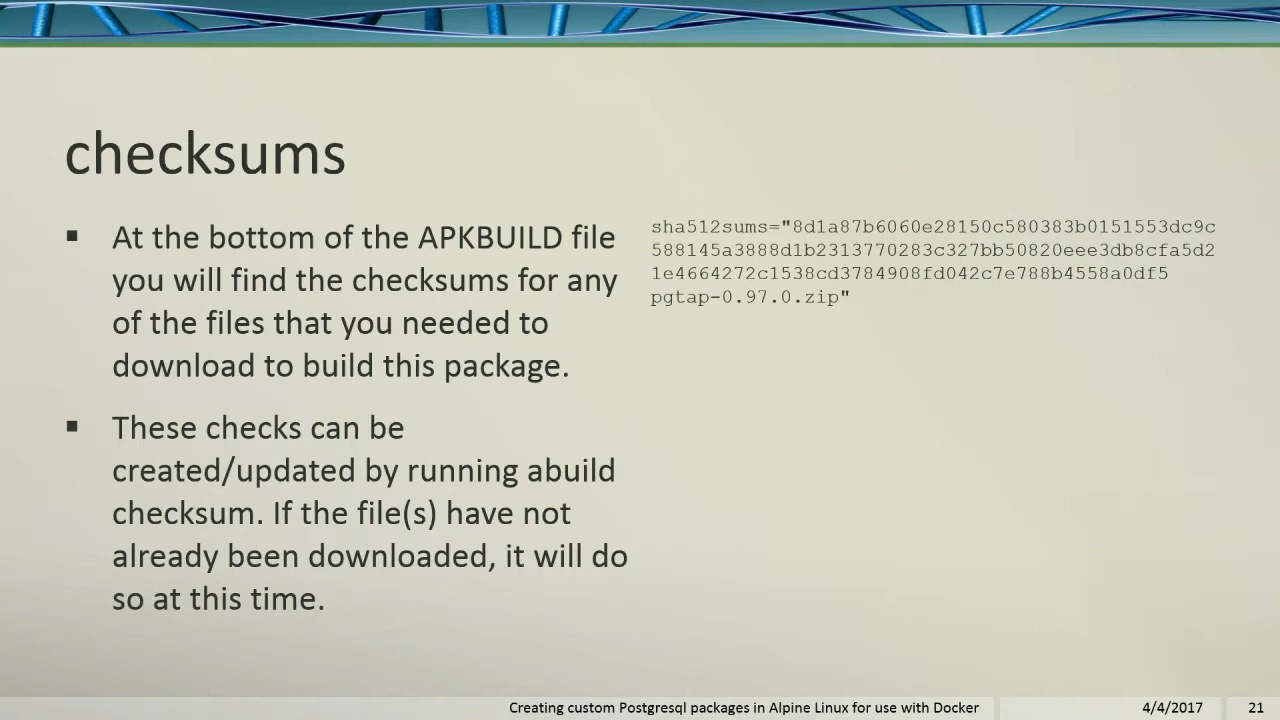 checksums
▪ At the bottom of the APKBUILD file
you will find the checksums for any
of the files that you needed to
download to build this package.
▪ These checks can be
created/updated by running abuild
checksum. If the file(s) have not
already been downloaded, it will do
so at this time.
sha512sums="8d1a87b6060e28150c580383b0151553dc9c
588145a3888d1b2313770283c327bb50820eee3db8cfa5d2
1e4664272c1538cd3784908fd042c7e788b4558a0df5
pgtap-0.97.0.zip"
Creating custom Postgresql packages in Alpine Linux for use with Docker
4/4/2017
21